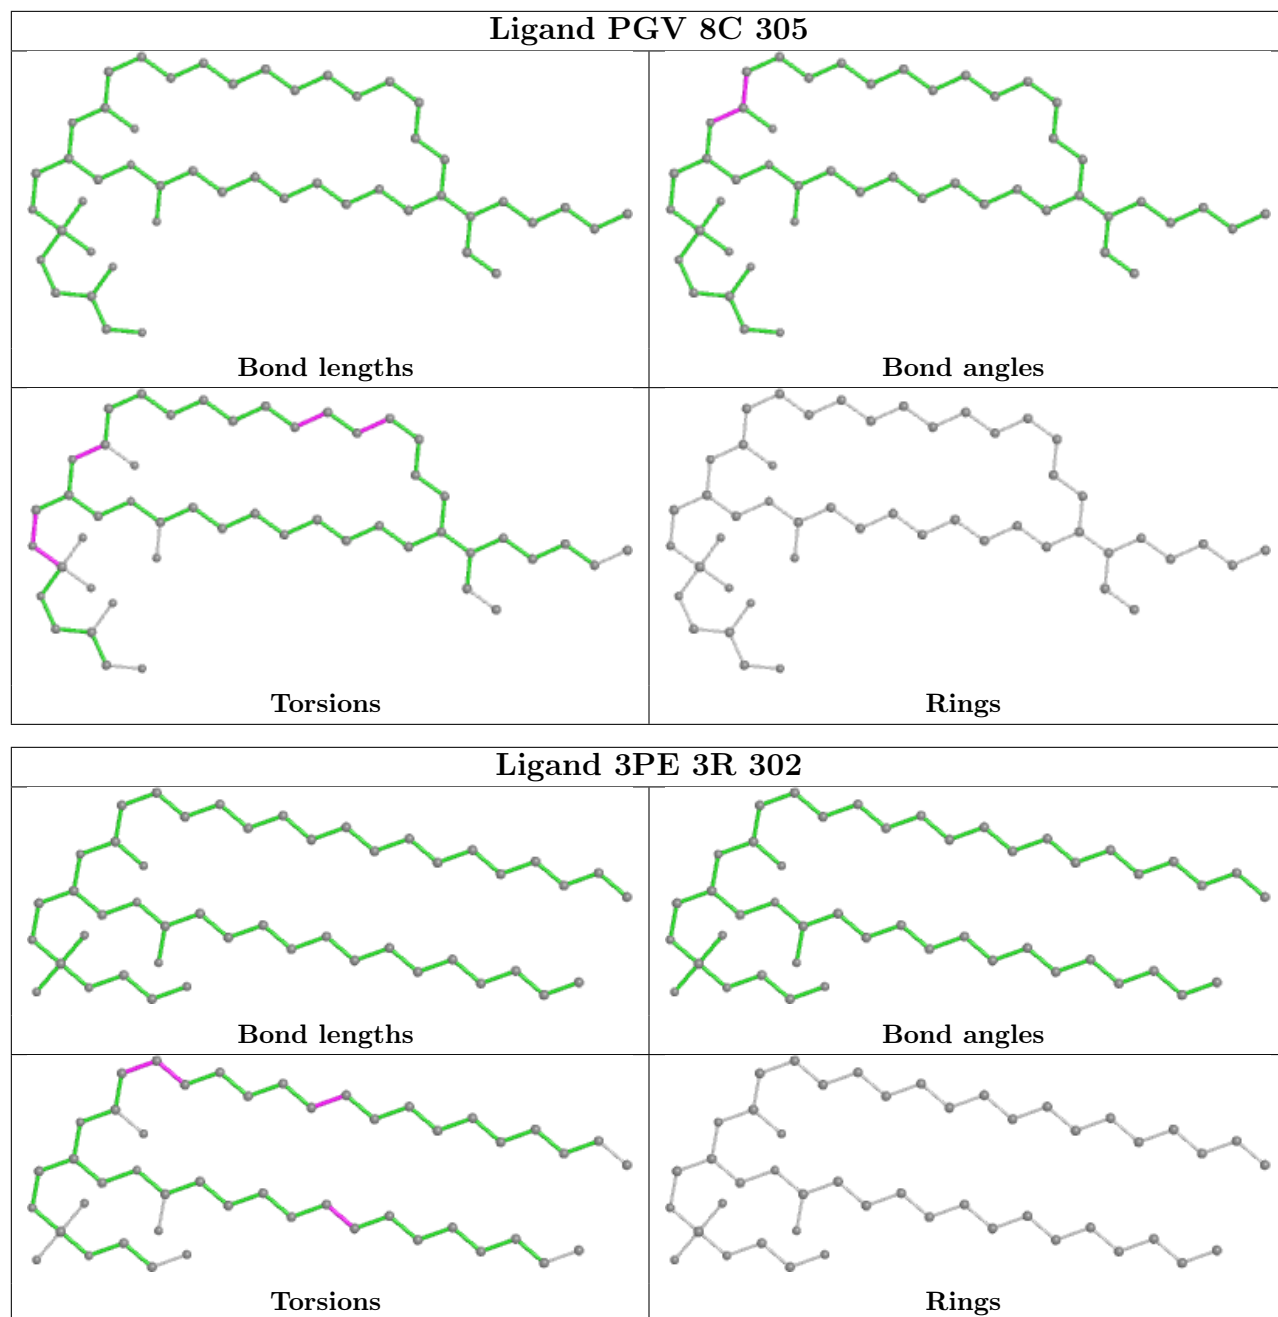 Ligand PGV 8C 305
Bond lengths
Bond angles
Torsions
Rings
Ligand 3PE 3R 302
Bond lengths
Bond angles
Torsions
Rings